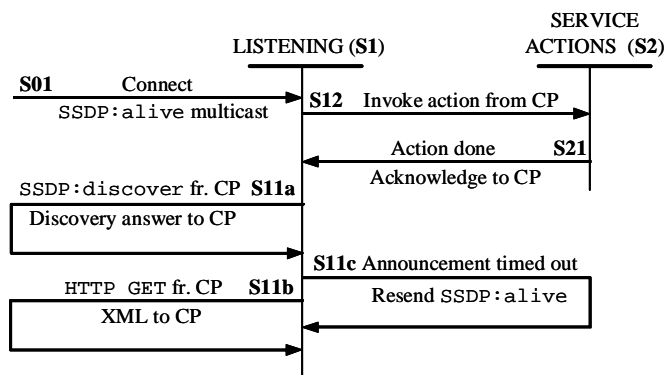 SERVICE
LISTENING (S1) ACTIONS (S2)
S01 Connect
SSDP:alive multicast
S12 Invoke action from CP
Action done S21
Acknowledge to CP
SSDP:discover fr. CP S11a
Discovery answer to CP
S11c Announcement timed out
HTTP GET fr. CP S11b
Resend SSDP:alive
XML to CP